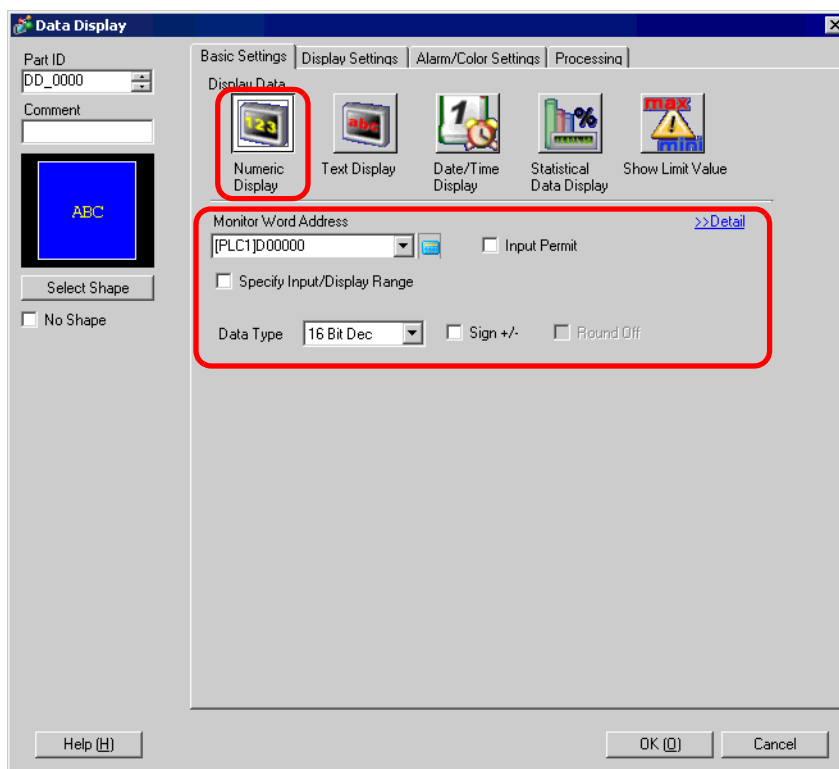 Data Display
Part ID
DD_0000
Comment
ABC
Select Shape
No Shape
Basic Settings Display Settings Alarm/Color Settings Processing
Display Data
123 abc 1 % max mini
Numeric Display
Text Display
Date/Time Display
Statistical Data Display
Show Limit Value
Monitor Word Address >>Detail
[PLC1]D00000 Input Permit
Specify Input/Display Range
Data Type 16 Bit Dec Sign +/- Round Off
Help (H) OK (O) Cancel